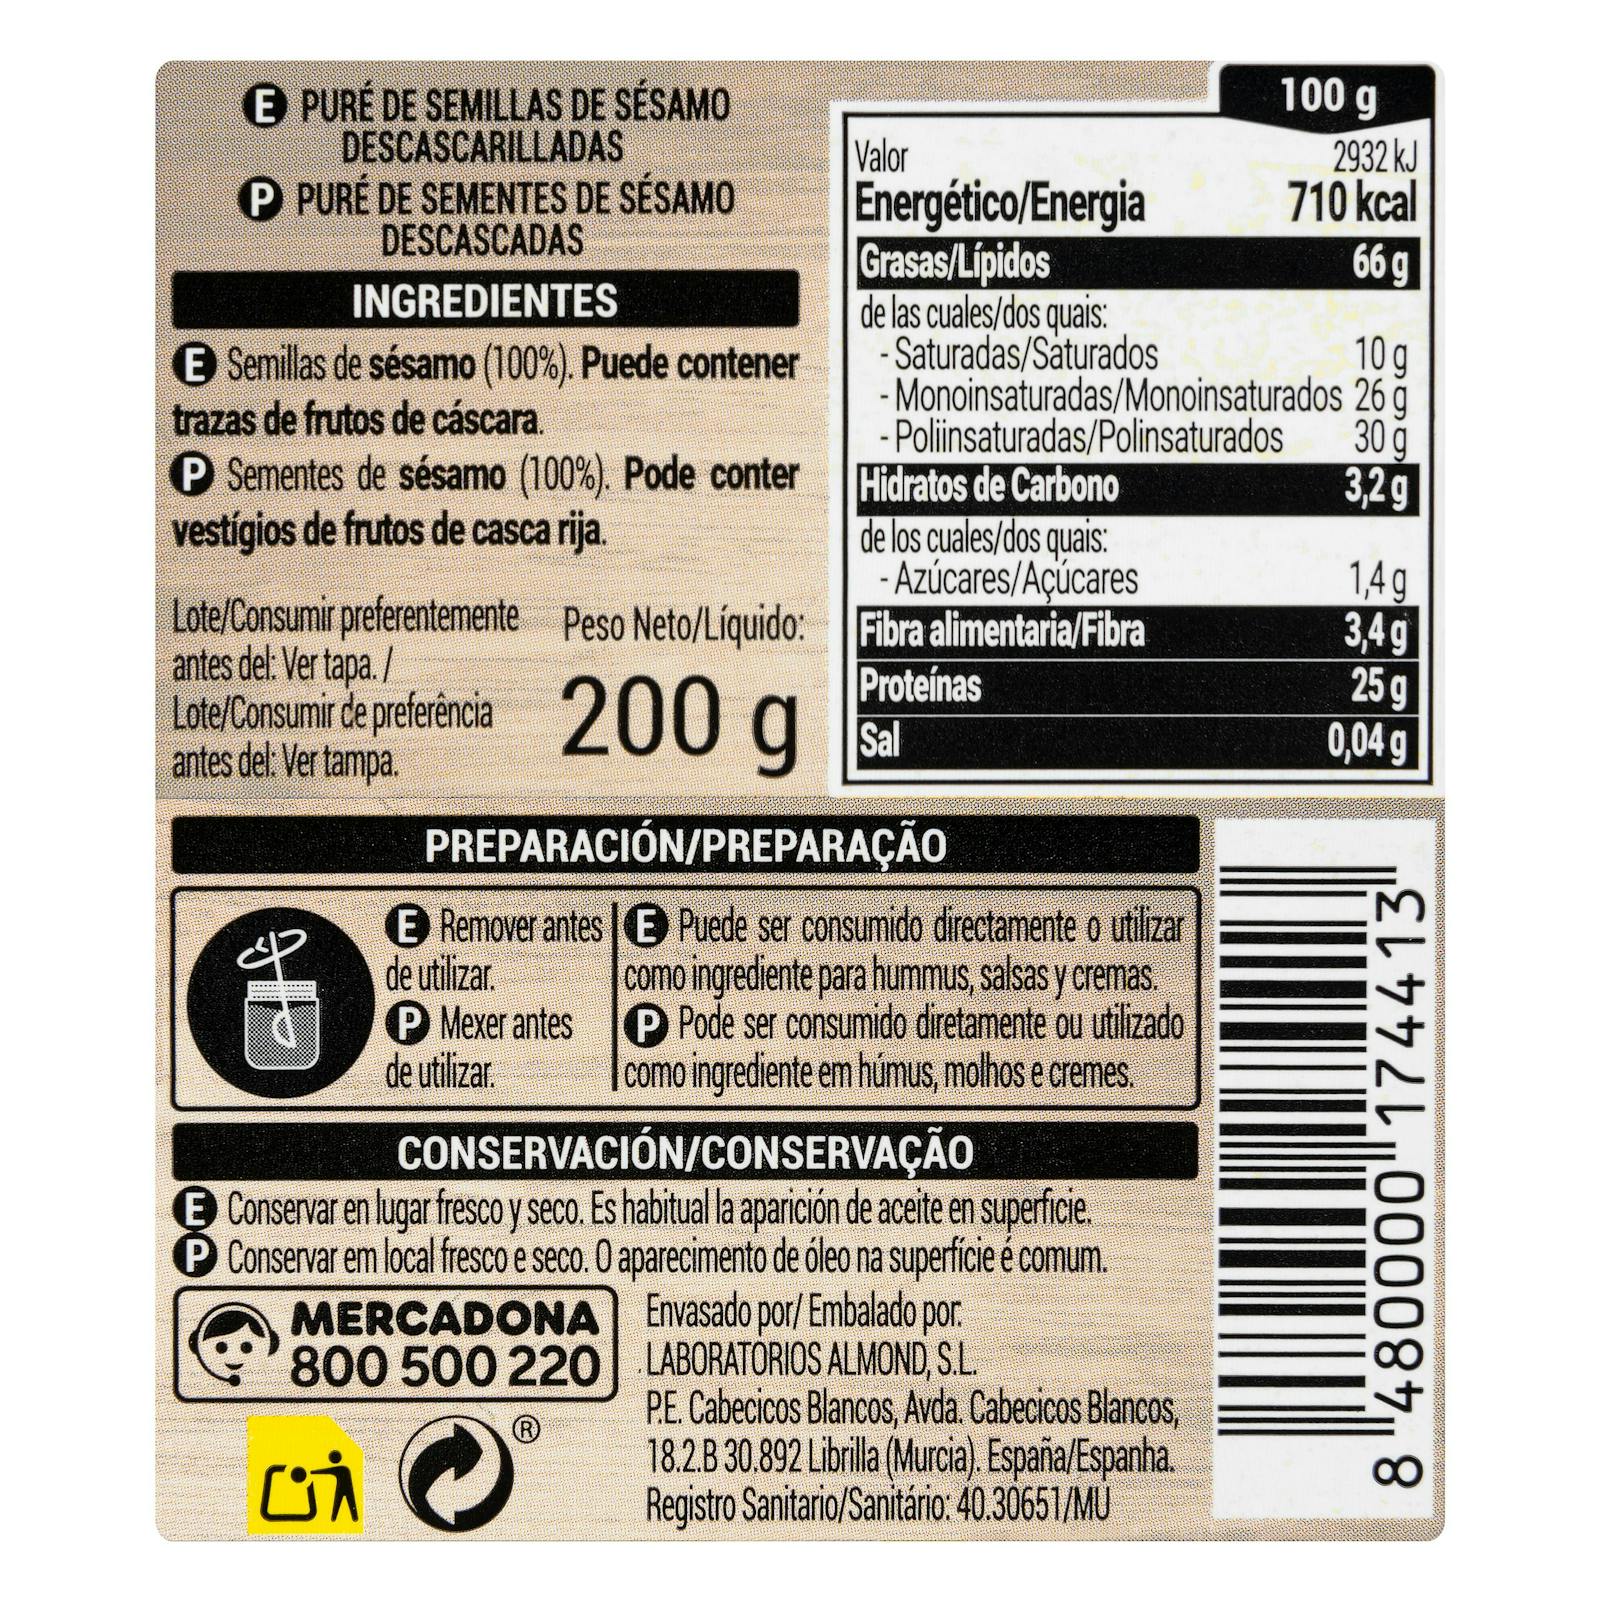 E PURÉ DE SEMILLAS DE SÉSAMO
DESCASCARILLADAS
P PURÉ DE SEMENTES DE SÉSAMO
DESCASCADAS
INGREDIENTES
E Semillas de sésamo (100%). Puede contener
trazas de frutos de cáscara.
P Sementes de sésamo (100%). Pode conter
vestígios de frutos de casca rija.
Lote/Consumir preferentemente
antes del: Ver tapa. /
Lote/Consumir de preferência
antes del: Ver tampa.
Peso Neto/Líquido:
200 g
100 g
Valor 2932 kJ
Energético/Energia 710 kcal
Grasas/Lípidos 66 g
de las cuales/dos quais:
- Saturadas/Saturados 10 g
- Monoinsaturadas/Monoinsaturados 26 g
- Poliinsaturadas/Polinsaturados 30 g
Hidratos de Carbono 3,2 g
de los cuales/dos quais:
- Azúcares/Açúcares 1,4 g
Fibra alimentaria/Fibra 3,4 g
Proteínas 25 g
Sal 0,04 g
PREPARACIÓN/PREPARAÇÃO
E Remover antes
de utilizar.
P Mexer antes
de utilizar.
E Puede ser consumido directamente o utilizar
como ingrediente para hummus, salsas y cremas.
P Pode ser consumido diretamente ou utilizado
como ingrediente em húmus, molhos e cremes.
CONSERVACIÓN/CONSERVAÇÃO
E Conservar en lugar fresco y seco. Es habitual la aparición de aceite en superficie.
P Conservar em local fresco e seco. O aparecimento de óleo na superfície é comum.
MERCADONA
800 500 220
®
Envasado por/ Embalado por:
LABORATORIOS ALMOND, S.L.
P.E. Cabecicos Blancos, Avda. Cabecicos Blancos,
18.2.B 30.892 Librilla (Murcia). España/Espanha.
Registro Sanitario/Sanitário: 40.30651/MU
8 480000 174413